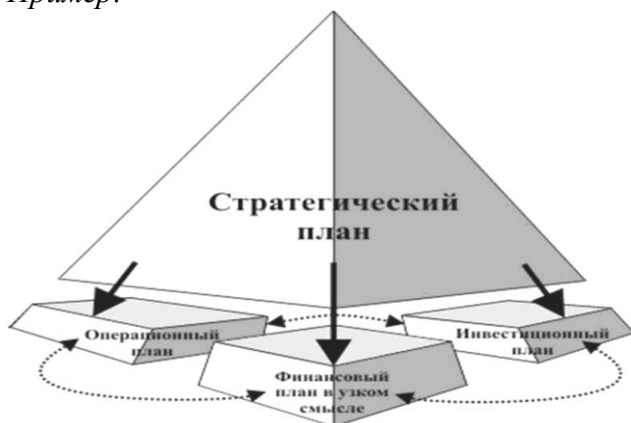 Пример:
Стратегический
план
Операционный
план
Инвестиционный
план
Финансовый
план в узком
смысле